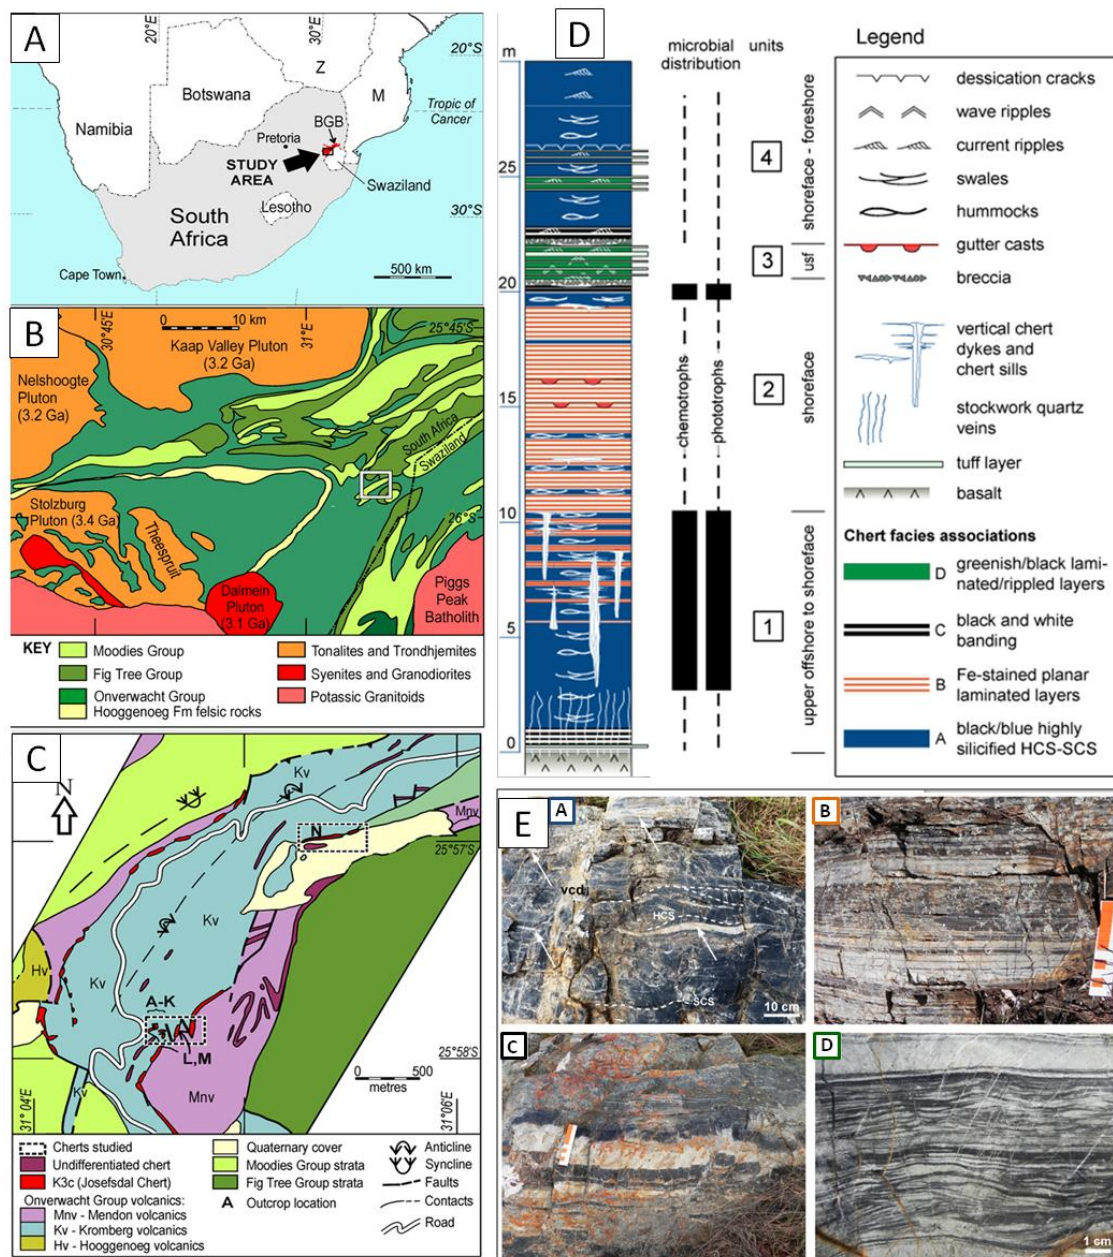 A
20°E
30°E
20°S
Z
Botswana
M
Namibia
BGB
Tropic of
Cancer
Pretoria
STUDY
AREA
Swaziland
Lesotho
South
Africa
30°S
Cape Town
500 km
B
30°45'E
0 10 km
31°E
25°45'S
Kaap Valley Pluton
(3.2 Ga)
Nelshoogte
Pluton
(3.2 Ga)
South Africa
Swaziland
Stolzburg
Pluton (3.4 Ga)
Theespruit
26°S
Dalmein
Pluton
(3.1 Ga)
Piggs
Peak
Batholith
KEY
Moodies Group
Fig Tree Group
Onverwacht Group
Hooggenoeg Fm felsic rocks
Tonalites and Trondhjemites
Syenites and Granodiorites
Potassic Granitoids
C
N
Kv
Mnv
N
25°57'S
Kv
Hv
Kv
A-K
L,M
25°58'S
0 metres 500
Kv
Mnv
31°04'E
31°06'E
Cherts studied
Undifferentiated chert
K3c (Josefsdal Chert)
Onverwacht Group volcanics:
Mnv - Mendon volcanics
Kv - Kromberg volcanics
Hv - Hooggenoeg volcanics
Quaternary cover
Moodies Group strata
Fig Tree Group strata
A Outcrop location
Anticline
Syncline
Faults
Contacts
Road
D
m
microbial
distribution
units
25
20
15
10
5
0
chemotrophs
phototrophs
4
3
2
1
shoreface - foreshore
usf
shoreface
upper offshore to shoreface
Legend
dessication cracks
wave ripples
current ripples
swales
hummocks
gutter casts
breccia
vertical chert
dykes and
chert sills
stockwork quartz
veins
tuff layer
basalt
Chert facies associations
D greenish/black lami-
nated/rippled layers
C black and white
banding
B Fe-stained planar
laminated layers
A black/blue highly
silicified HCS-SCS
E
A
vcd
HCS
SCS
10 cm
B
C
D
1 cm